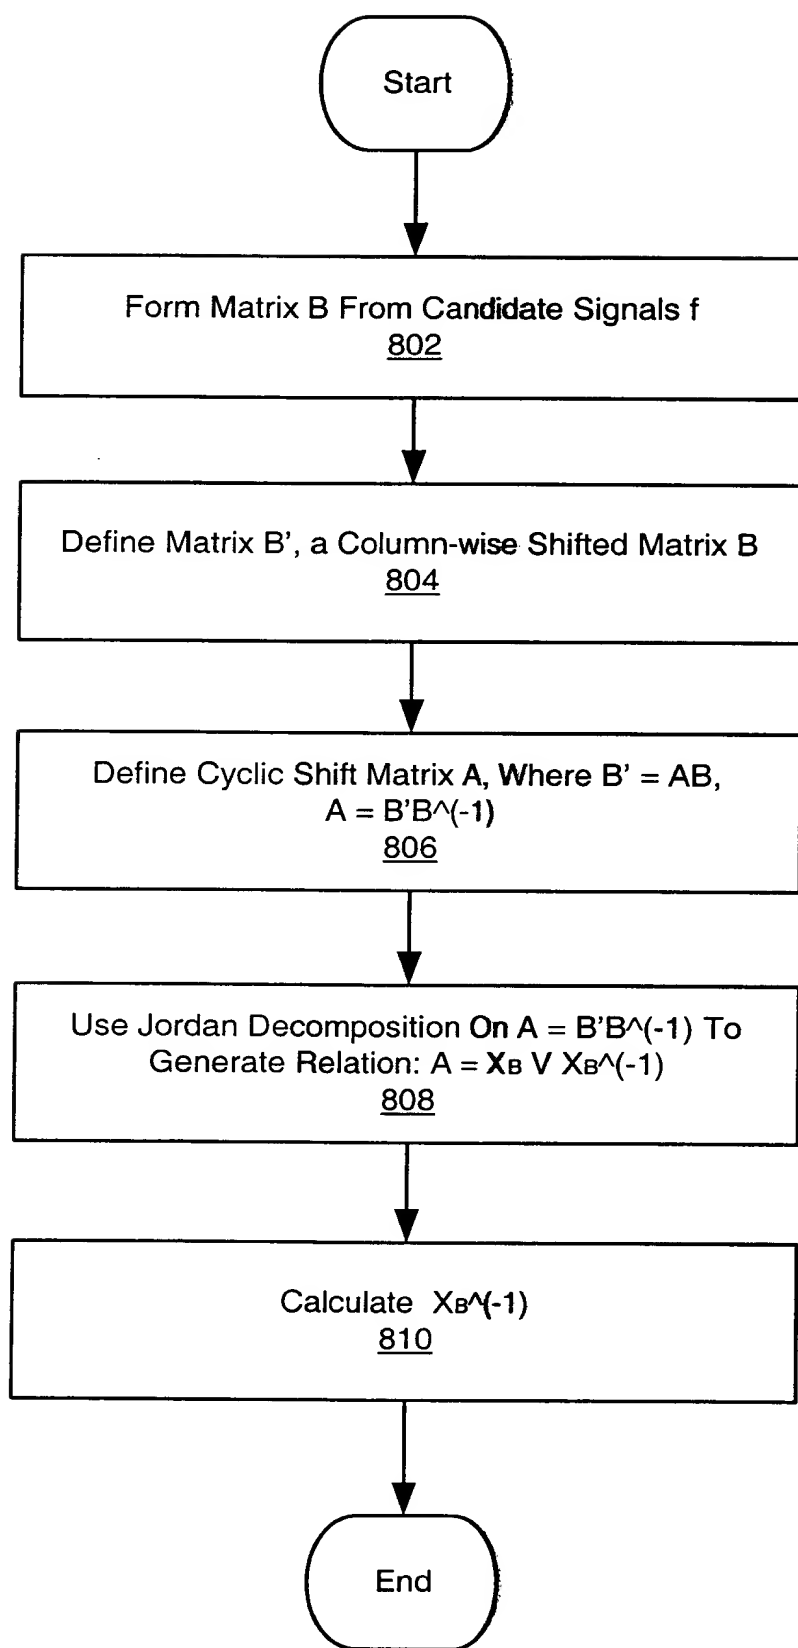 Start
Form Matrix B From Candidate Signals f
802
Define Matrix B', a Column-wise Shifted Matrix B
804
Define Cyclic Shift Matrix A, Where B' = AB,
A = B'B^(-1)
806
Use Jordan Decomposition On A = B'B^(-1) To
Generate Relation: A = XB V XB^(-1)
808
Calculate XB^(-1)
810
End